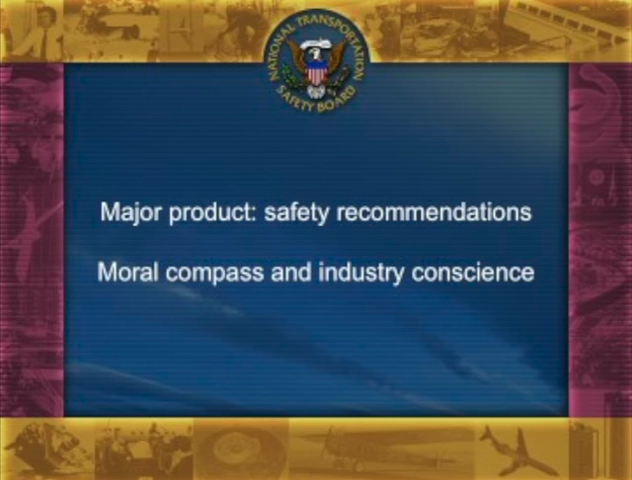 NATIONAL TRANSPORTATION
SAFETY BOARD
Major product: safety recommendations
Moral compass and industry conscience